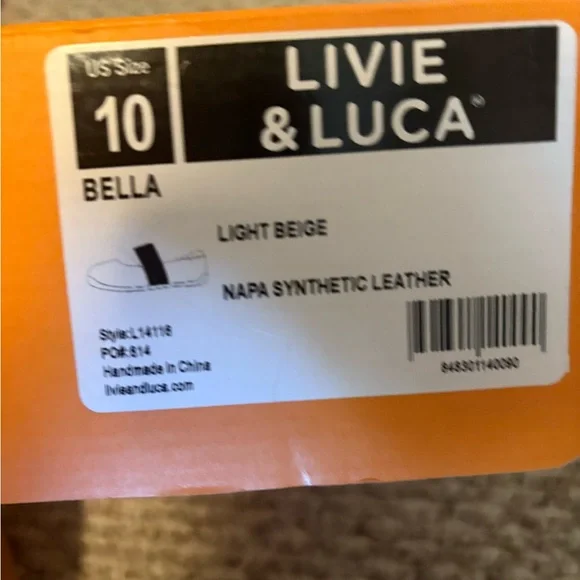 US Size
10
LIVIE
& LUCA®
BELLA
LIGHT BEIGE
NAPA SYNTHETIC LEATHER
Style:L14116
PO#:814
Handmade in China
livieandluca.com
848301140090